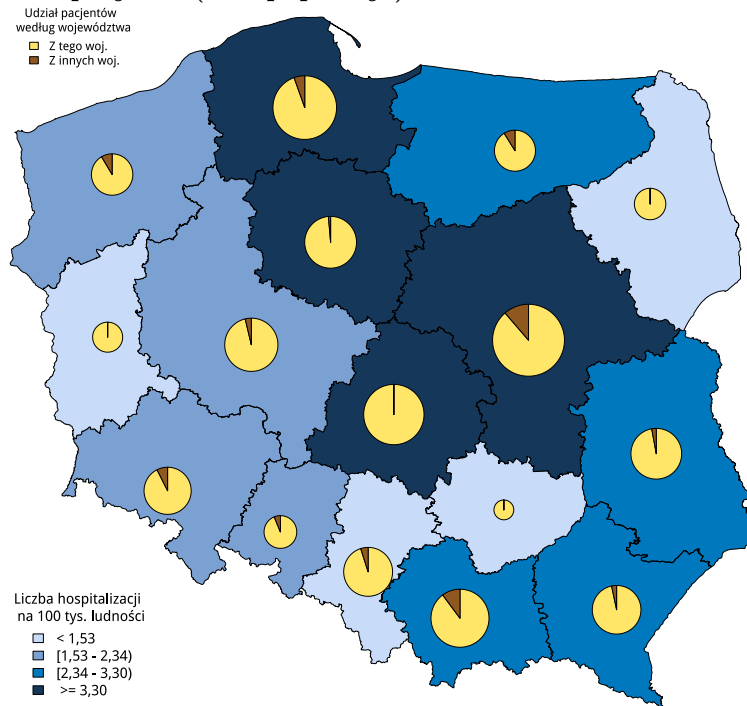 Udział pacjentów
według województwa
Z tego woj.
Z innych woj.
Liczba hospitalizacji
na 100 tys. ludności
< 1,53
[1,53 - 2,34)
[2,34 - 3,30)
>= 3,30